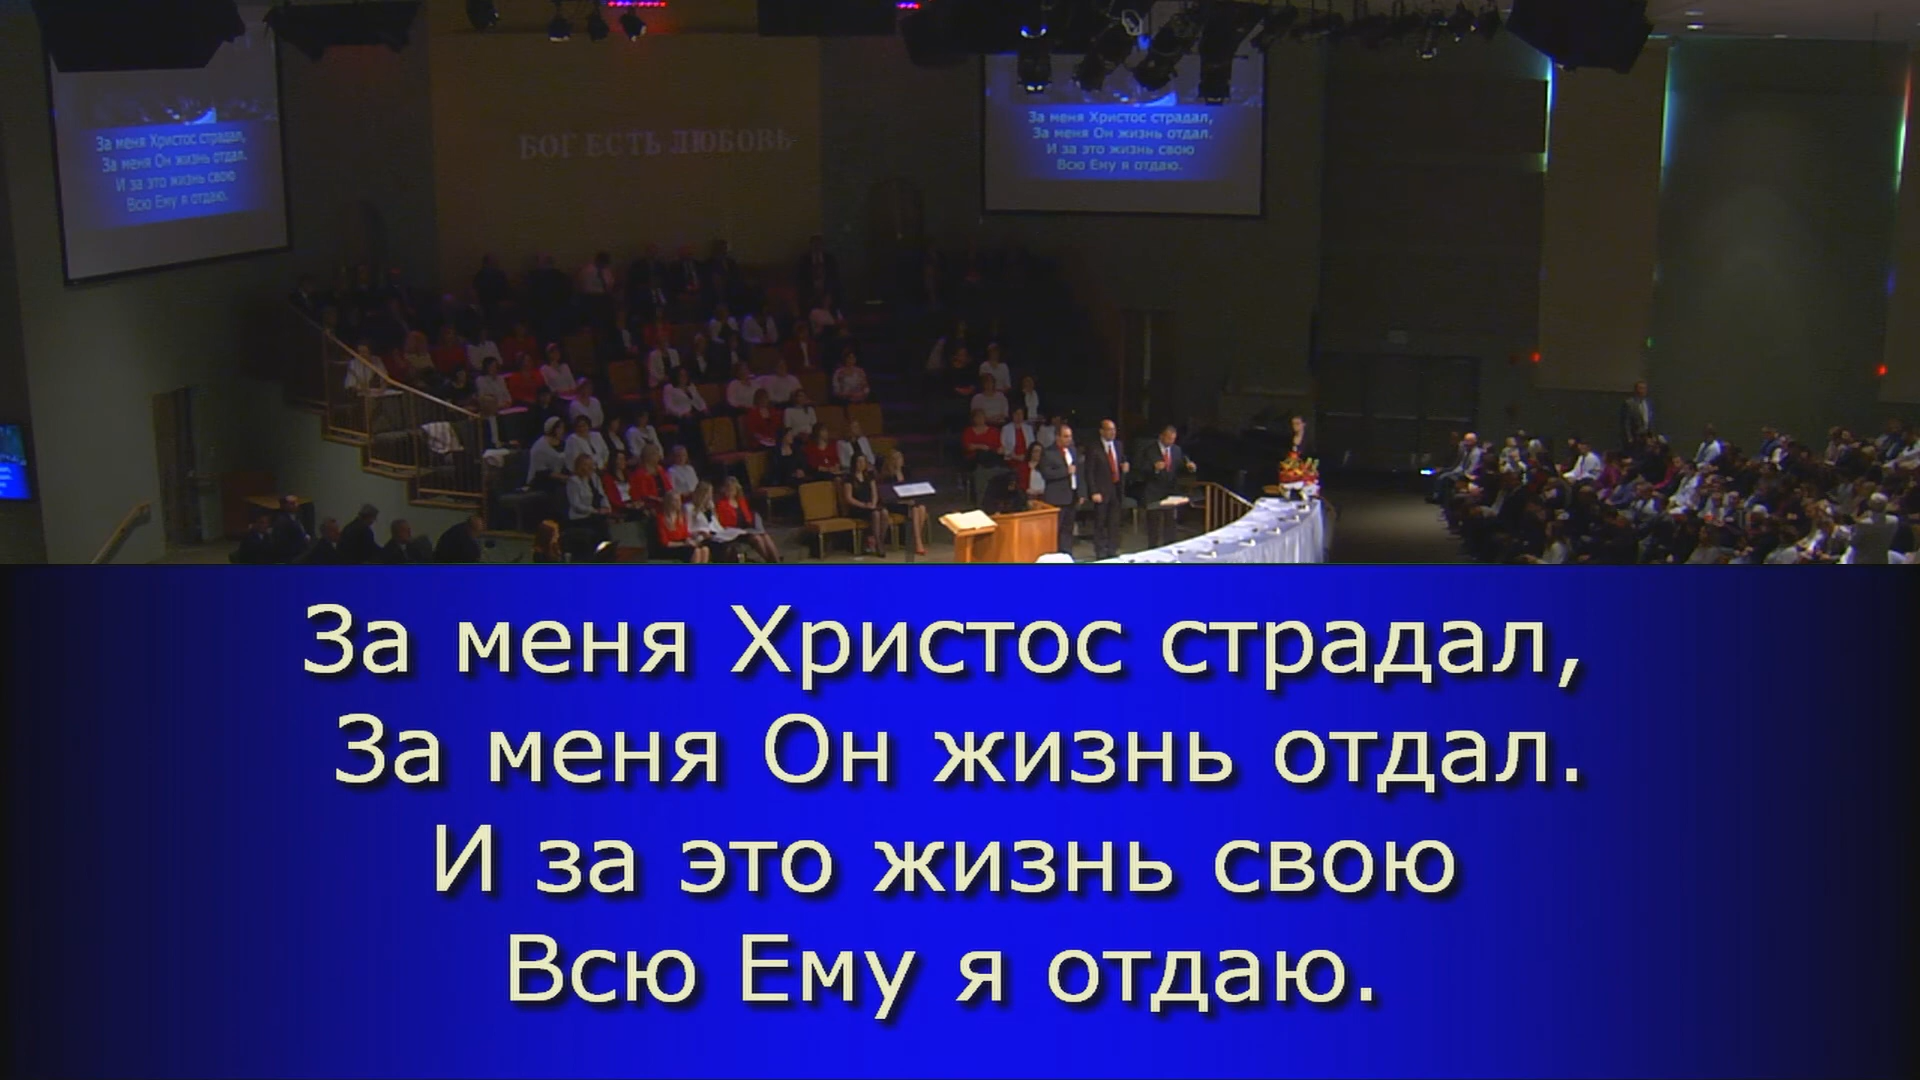 За меня Христос страдал,
За меня Он жизнь отдал.
И за это жизнь свою
Всю Ему я отдаю.
БОГ ЕСТЬ ЛЮБОВЬ
За меня Христос страдал,
За меня Он жизнь отдал.
И за это жизнь свою
Всю Ему я отдаю.
За меня Христос страдал,
За меня Он жизнь отдал.
И за это жизнь свою
Всю Ему я отдаю.